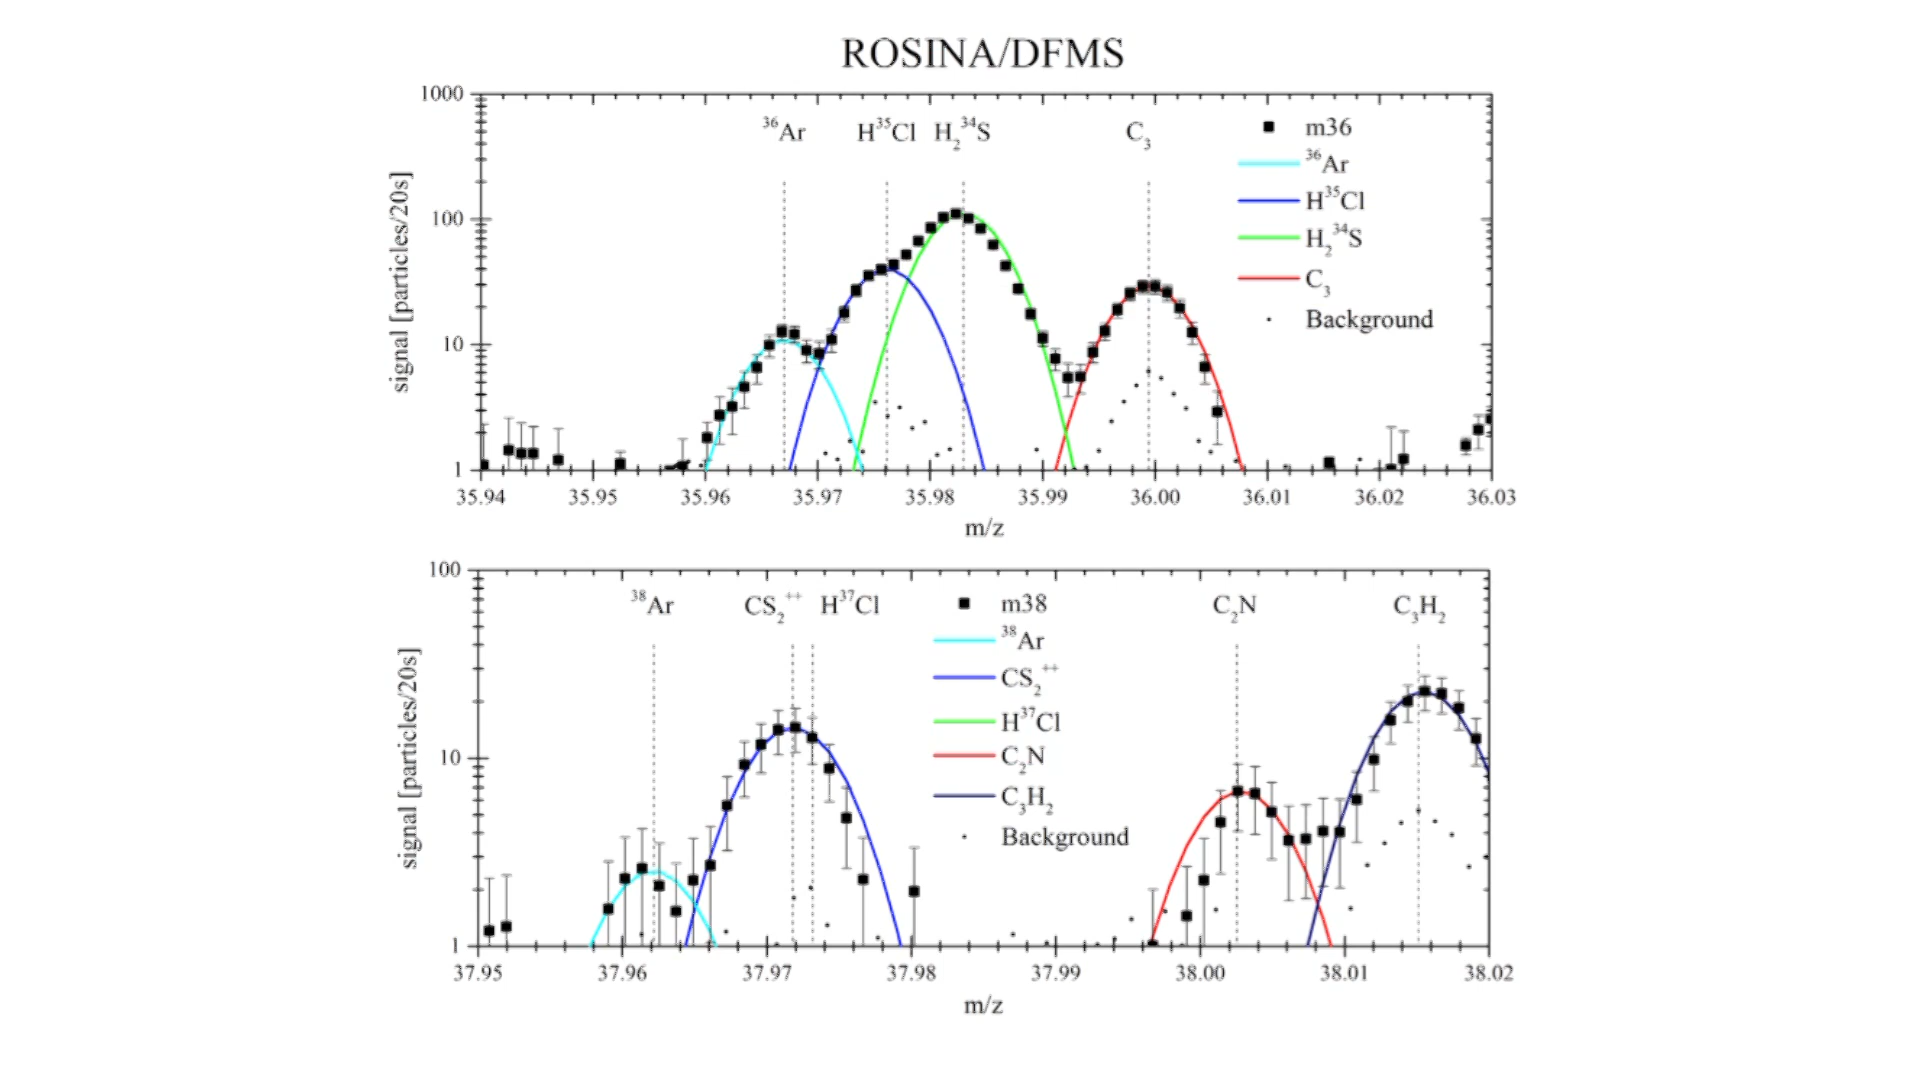 ROSINA/DFMS
1000
100
10
1
signal [particles/20s]
³⁶Ar H³⁵Cl H₂³⁴S C₃
m36
³⁶Ar
H³⁵Cl
H₂³⁴S
C₃
Background
35.94 35.95 35.96 35.97 35.98 35.99 36.00 36.01 36.02 36.03
m/z
100
10
1
signal [particles/20s]
³⁸Ar CS₂⁺⁺ H³⁷Cl C₂N C₃H₂
m38
³⁸Ar
CS₂⁺⁺
H³⁷Cl
C₂N
C₃H₂
Background
37.95 37.96 37.97 37.98 37.99 38.00 38.01 38.02
m/z